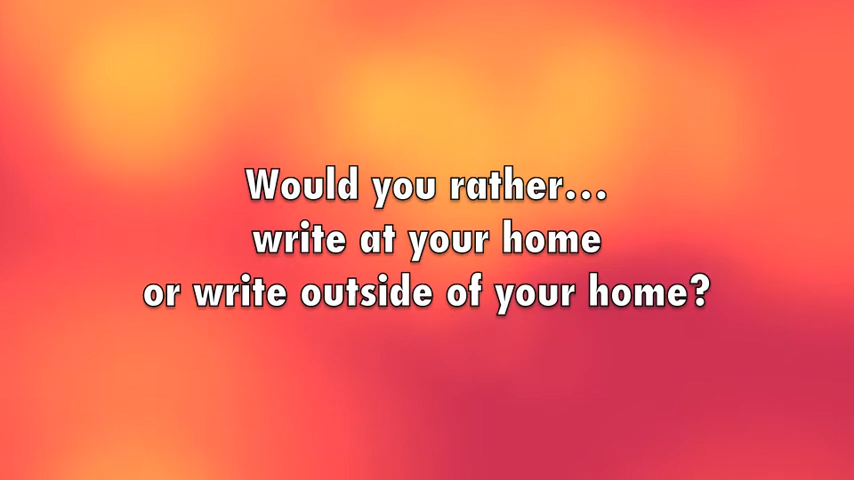 Would you rather...
write at your home
or write outside of your home?